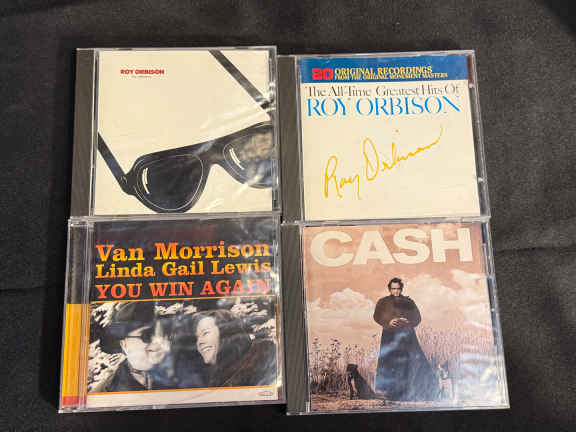 ROY ORBISON
20 ORIGINAL RECORDINGS
FROM THE ORIGINAL MONUMENT MASTERS
The All-Time Greatest Hits Of
ROY ORBISON
Roy Orbison
Van Morrison
Linda Gail Lewis
YOU WIN AGAIN
CASH